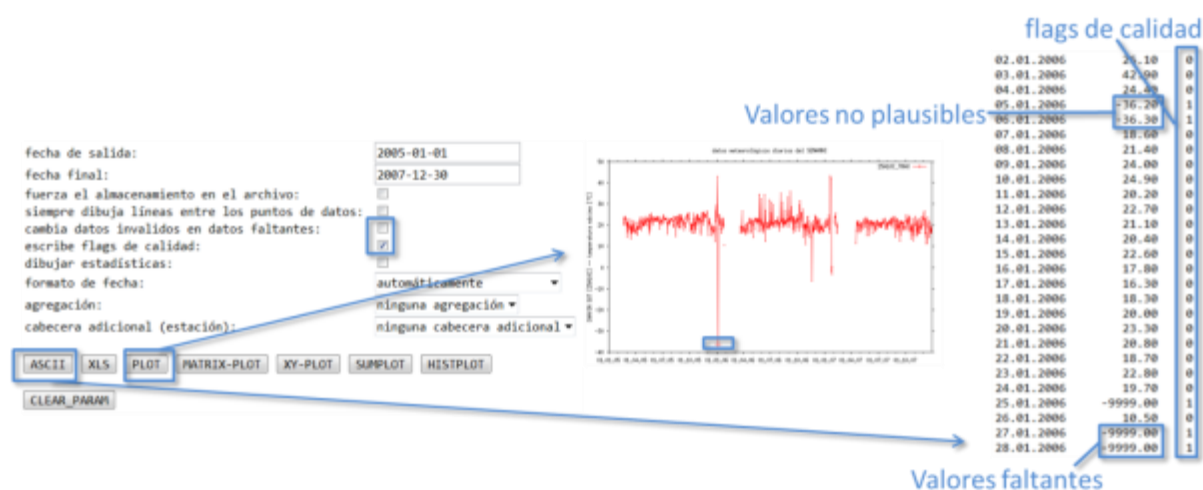 flags de calidad
Valores no plausibles
fecha de salida: 2005-01-01
fecha final: 2007-12-30
fuerza el almacenamiento en el archivo:
siempre dibuja líneas entre los puntos de datos:
cambia datos invalidos en datos faltantes:
escribe flags de calidad:
dibujar estadísticas:
formato de fecha: automáticamente
agregación: ninguna agregación
cabecera adicional (estación): ninguna cabecera adicional
ASCII XLS PLOT MATRIX-PLOT XY-PLOT SUMPLOT HISTPLOT
CLEAR_PARAM
datos meteorológicos diarios del SENAMHI
02.01.2006 25.10 0
03.01.2006 42.90 0
04.01.2006 24.40 0
05.01.2006 -36.20 1
06.01.2006 -36.30 1
07.01.2006 18.60 0
08.01.2006 21.40 0
09.01.2006 24.00 0
10.01.2006 24.90 0
11.01.2006 20.20 0
12.01.2006 22.70 0
13.01.2006 21.10 0
14.01.2006 20.40 0
15.01.2006 22.60 0
16.01.2006 17.80 0
17.01.2006 16.30 0
18.01.2006 18.30 0
19.01.2006 20.00 0
20.01.2006 23.30 0
21.01.2006 20.80 0
22.01.2006 18.70 0
23.01.2006 22.80 0
24.01.2006 19.70 0
25.01.2006 -9999.00 1
26.01.2006 10.50 0
27.01.2006 -9999.00 1
28.01.2006 -9999.00 1
Valores faltantes